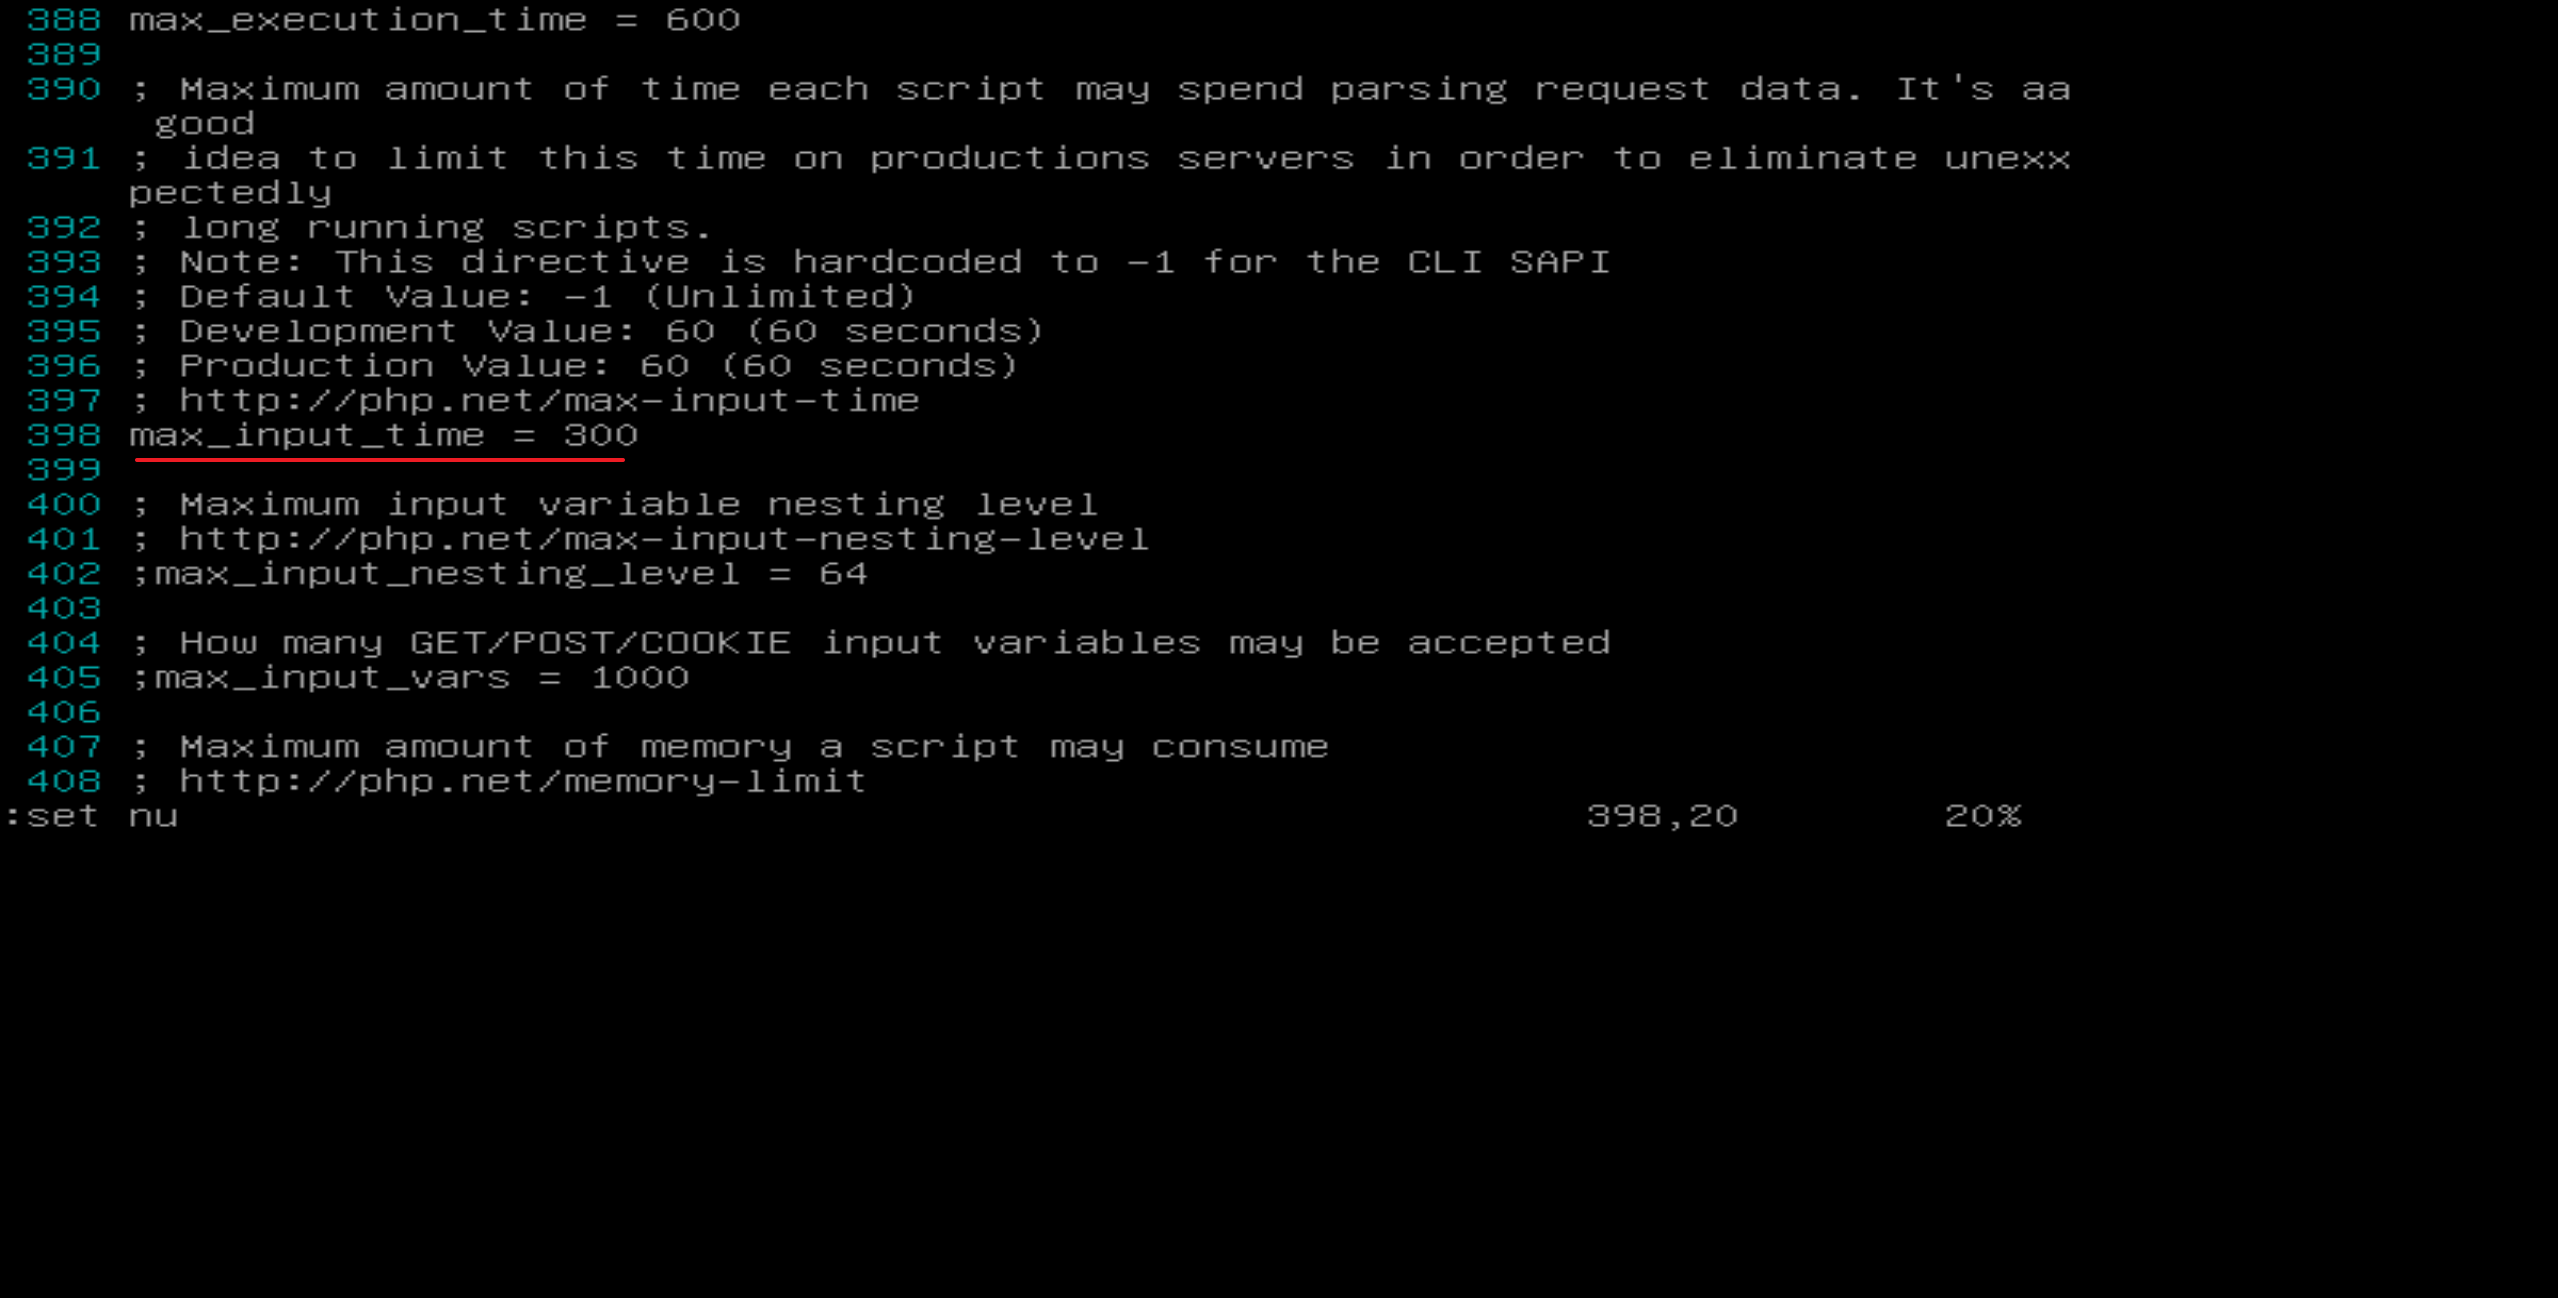 388 max_execution_time = 600
389
390 ; Maximum amount of time each script may spend parsing request data. It's aa
good
391 ; idea to limit this time on productions servers in order to eliminate unexx
pectedly
392 ; long running scripts.
393 ; Note: This directive is hardcoded to -1 for the CLI SAPI
394 ; Default Value: -1 (Unlimited)
395 ; Development Value: 60 (60 seconds)
396 ; Production Value: 60 (60 seconds)
397 ; http://php.net/max-input-time
398 max_input_time = 300
399
400 ; Maximum input variable nesting level
401 ; http://php.net/max-input-nesting-level
402 ;max_input_nesting_level = 64
403
404 ; How many GET/POST/COOKIE input variables may be accepted
405 ;max_input_vars = 1000
406
407 ; Maximum amount of memory a script may consume
408 ; http://php.net/memory-limit
:set nu 398,20 20%